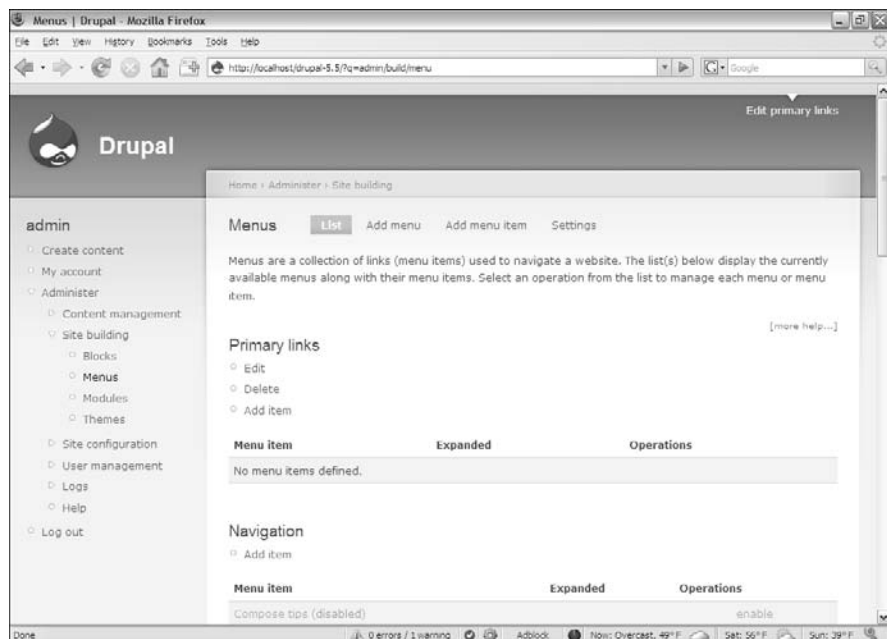 Menus | Drupal - Mozilla Firefox
File Edit View History Bookmarks Tools Help
http://localhost/drupal-5.5/?q=admin/build/menu
Google
Edit primary links
Drupal
Home › Administer › Site building
admin
Create content
My account
Administer
Content management
Site building
Blocks
Menus
Modules
Themes
Site configuration
User management
Logs
Help
Log out
Menus List Add menu Add menu item Settings
Menus are a collection of links (menu items) used to navigate a website. The list(s) below display the currently
available menus along with their menu items. Select an operation from the list to manage each menu or menu
item.
[more help...]
Primary links
Edit
Delete
Add item
Menu item Expanded Operations
No menu items defined.
Navigation
Add item
Menu item Expanded Operations
Compose tips (disabled) enable
Done 0 errors / 1 warning Adblock Now: Overcast, 49°F Sat: 56°F Sun: 39°F